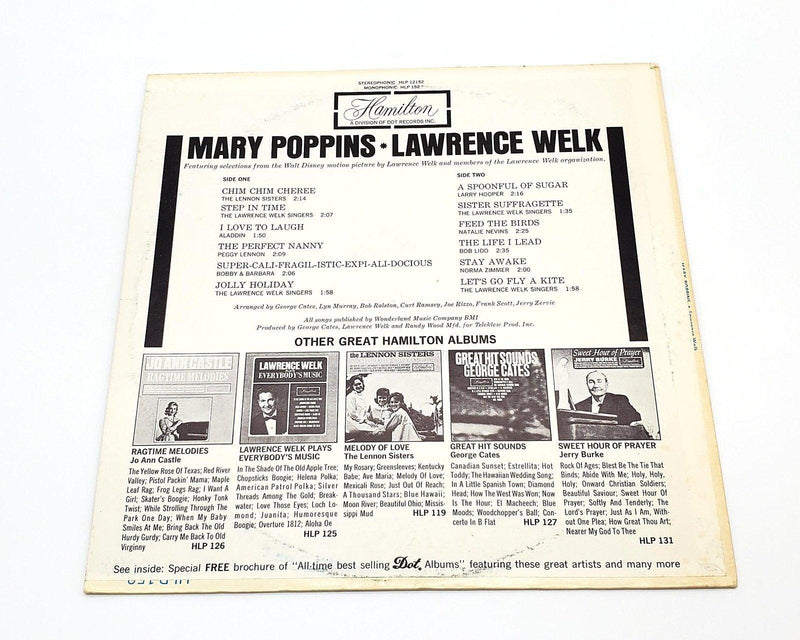 STEREOPHONIC HLP 12152
MONOPHONIC HLP 152
Hamilton
A DIVISION OF DOT RECORDS INC.
MARY POPPINS * LAWRENCE WELK
Featuring selections from the Walt Disney motion picture by Lawrence Welk and members of the Lawrence Welk organization.
SIDE ONE
CHIM CHIM CHEREE
THE LENNON SISTERS 2:14
STEP IN TIME
THE LAWRENCE WELK SINGERS 2:07
I LOVE TO LAUGH
ALADDIN 1:50
THE PERFECT NANNY
PEGGY LENNON 2:09
SUPER-CALI-FRAGIL-ISTIC-EXPI-ALI-DOCIOUS
BOBBY & BARBARA 2:06
JOLLY HOLIDAY
THE LAWRENCE WELK SINGERS 1:58
SIDE TWO
A SPOONFUL OF SUGAR
LARRY HOOPER 2:16
SISTER SUFFRAGETTE
THE LAWRENCE WELK SINGERS 1:35
FEED THE BIRDS
NATALIE NEVINS 2:25
THE LIFE I LEAD
BOB LIDO 2:35
STAY AWAKE
NORMA ZIMMER 2:00
LET'S GO FLY A KITE
THE LAWRENCE WELK SINGERS 1:58
Arranged by George Cates, Lyn Murray, Bob Ralston, Curt Ramsey, Joe Rizzo, Frank Scott, Jerry Zervic
All songs published by Wonderland Music Company BMI
Produced by George Cates, Lawrence Welk and Randy Wood Mfd. for Teleklew Prod. Inc.
OTHER GREAT HAMILTON ALBUMS
JO ANN CASTLE
RAGTIME MELODIES
RAGTIME MELODIES
Jo Ann Castle
The Yellow Rose Of Texas; Red River
Valley; Pistol Packin' Mama; Maple
Leaf Rag; Frog Legs Rag; I Want A
Girl; Skater's Boogie; Honky Tonk
Twist; While Strolling Through The
Park One Day; When My Baby
Smiles At Me; Bring Back The Old
Hurdy Gurdy; Carry Me Back To Old
Virginny HLP 126
LAWRENCE WELK
EVERYBODY'S MUSIC
LAWRENCE WELK PLAYS
EVERYBODY'S MUSIC
In The Shade Of The Old Apple Tree;
Chopsticks Boogie; Helena Polka;
American Patrol Polka; Silver
Threads Among The Gold; Break-
water; Love Those Eyes; Loch Lo-
mond; Juanita; Humoresque
Boogie; Overture 1812; Aloha Oe
HLP 125
the LENNON SISTERS
MELODY OF LOVE
The Lennon Sisters
My Rosary; Greensleeves; Kentucky
Babe; Ave Maria; Melody Of Love;
Mexicali Rose; Just Out Of Reach;
A Thousand Stars; Blue Hawaii;
Moon River; Beautiful Ohio; Missis-
sippi Mud HLP 119
GREAT HIT SOUNDS
GEORGE CATES
GREAT HIT SOUNDS
George Cates
Canadian Sunset; Estrellita; Hot
Toddy; The Hawaiian Wedding Song;
In A Little Spanish Town; Diamond
Head; How The West Was Won; Now
Is The Hour; El Macheech; Blue
Moods; Woodchopper's Ball; Con-
certo In B Flat HLP 127
Sweet Hour of Prayer
JERRY BURKE
SWEET HOUR OF PRAYER
Jerry Burke
Rock Of Ages; Blest Be The Tie That
Binds; Abide With Me; Holy, Holy,
Holy; Onward Christian Soldiers;
Beautiful Saviour; Sweet Hour Of
Prayer; Softly And Tenderly; The
Lord's Prayer; Just As I Am, With-
out One Plea; How Great Thou Art;
Nearer My God To Thee
HLP 131
See inside: Special FREE brochure of "All-time best selling Dot Albums" featuring these great artists and many more